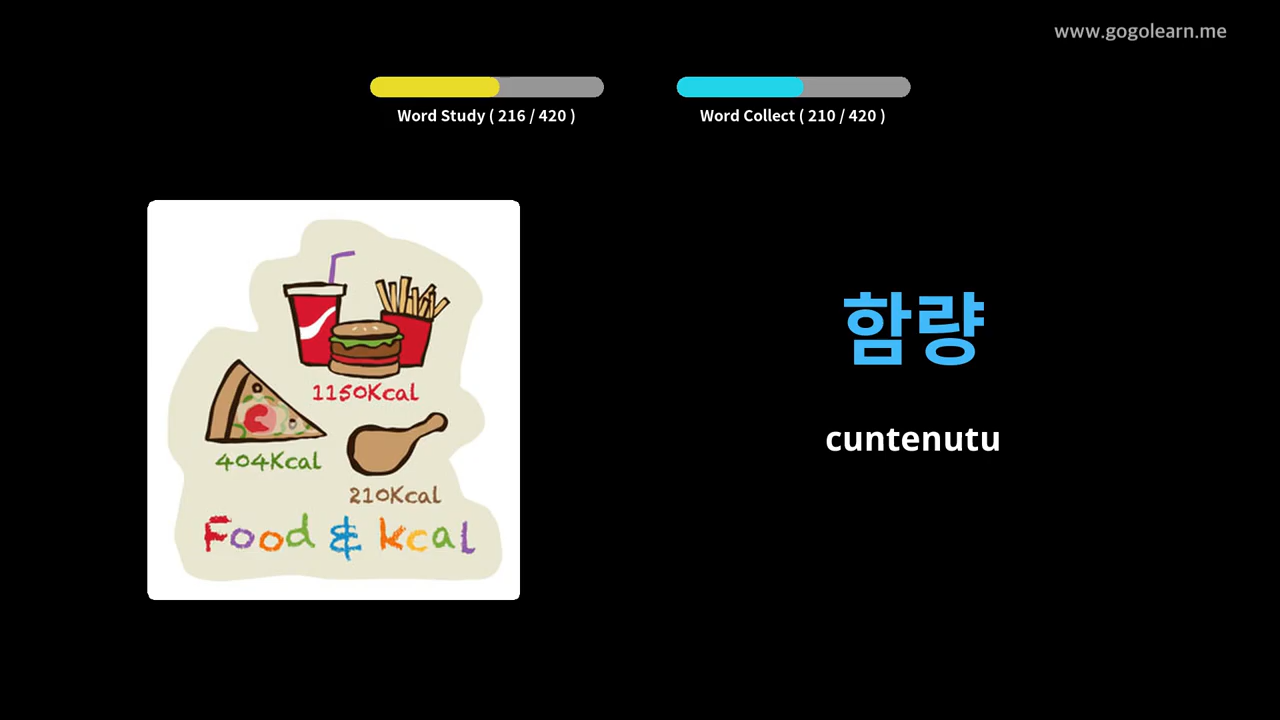 www.gogolearn.me
Word Study ( 216 / 420 )
Word Collect ( 210 / 420 )
1150Kcal
404Kcal
210Kcal
Food & kcal
함량
cuntenutu